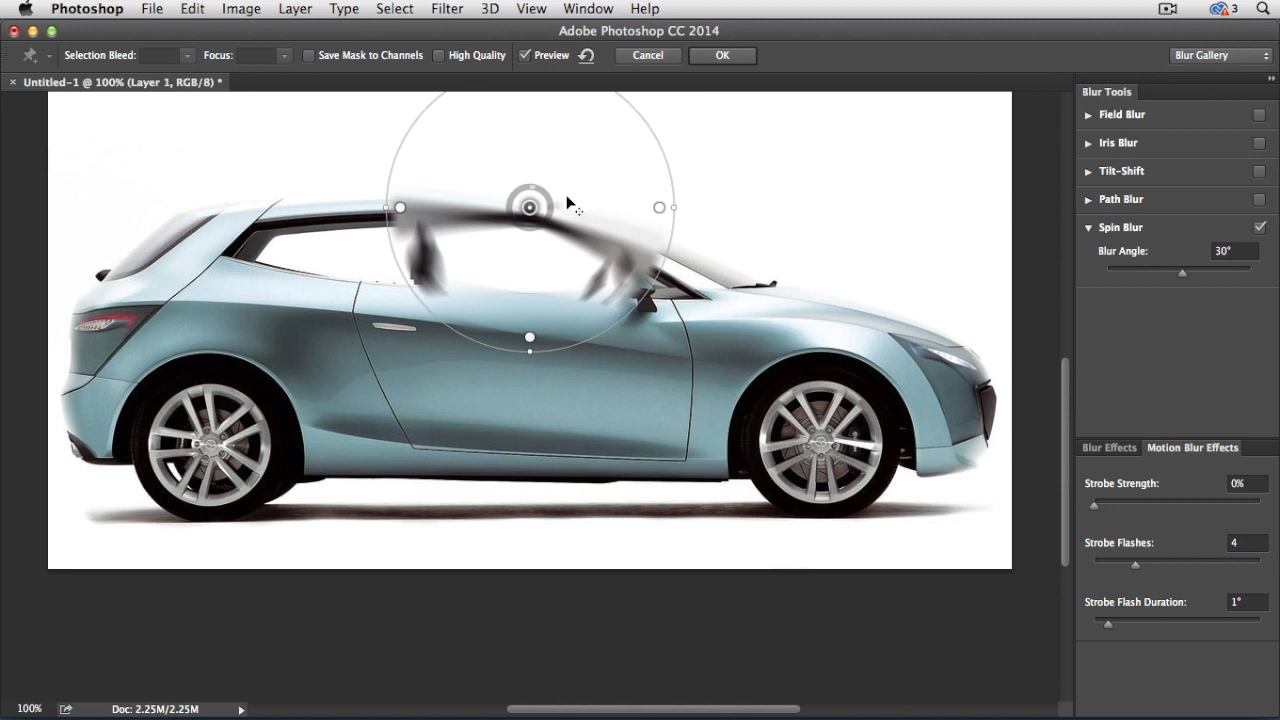 Photoshop File Edit Image Layer Type Select Filter 3D View Window Help 3
Adobe Photoshop CC 2014
Selection Bleed: Focus: Save Mask to Channels High Quality Preview Cancel OK Blur Gallery
× Untitled-1 @ 100% (Layer 1, RGB/8) *
Blur Tools
Field Blur
Iris Blur
Tilt-Shift
Path Blur
Spin Blur
Blur Angle: 30°
Blur Effects Motion Blur Effects
Strobe Strength: 0%
Strobe Flashes: 4
Strobe Flash Duration: 1°
100% Doc: 2.25M/2.25M